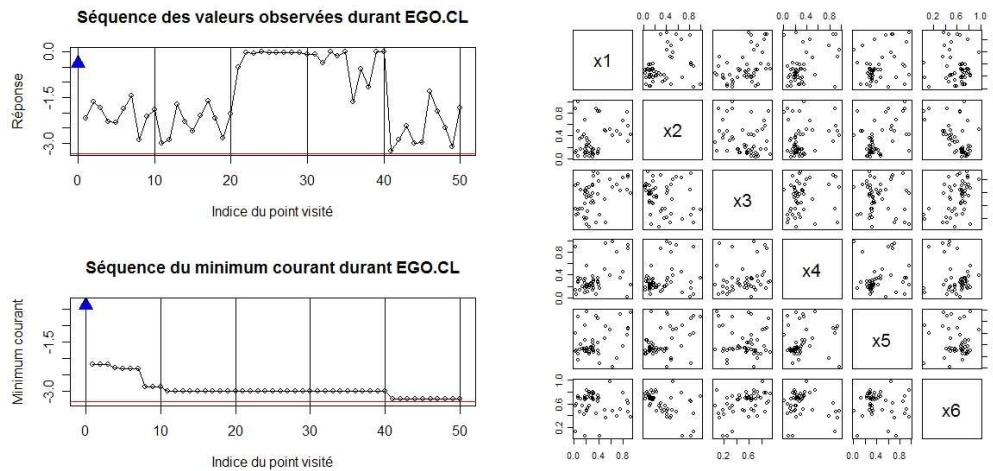 Séquence des valeurs observées durant EGO.CL
Réponse
0.0
-1.5
-3.0
0 10 20 30 40 50
Indice du point visité
Séquence du minimum courant durant EGO.CL
Minimum courant
-1.5
-3.0
0 10 20 30 40 50
Indice du point visité
0.0 0.4 0.8
0.0 0.4 0.8
0.2 0.6 1.0
x1
0.0 0.4 0.8
x2
x3
0.0 0.4 0.8
x4
x5
0.2 0.6 1.0
x6
0.0 0.4 0.8
0.0 0.4 0.8